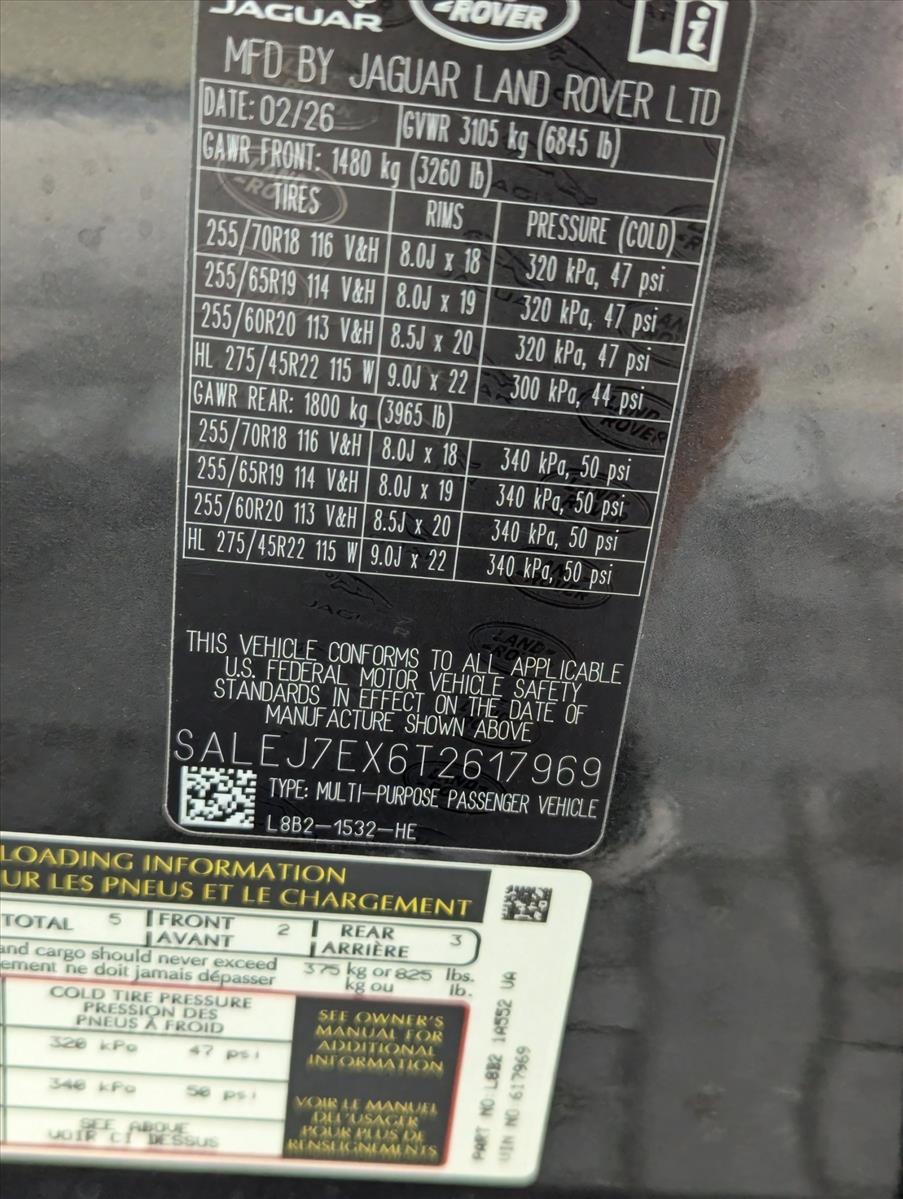 JAGUAR
ROVER
MFD BY JAGUAR LAND ROVER LTD
DATE: 02/26 GVWR 3105 kg (6845 lb)
GAWR FRONT: 1480 kg (3260 lb)
TIRES RIMS PRESSURE (COLD)
255/70R18 116 V&H 8.0J x 18 320 kPa, 47 psi
255/65R19 114 V&H 8.0J x 19 320 kPa, 47 psi
255/60R20 113 V&H 8.5J x 20 320 kPa, 47 psi
HL 275/45R22 115 W 9.0J x 22 300 kPa, 44 psi
GAWR REAR: 1800 kg (3965 lb)
255/70R18 116 V&H 8.0J x 18 340 kPa, 50 psi
255/65R19 114 V&H 8.0J x 19 340 kPa, 50 psi
255/60R20 113 V&H 8.5J x 20 340 kPa, 50 psi
HL 275/45R22 115 W 9.0J x 22 340 kPa, 50 psi
THIS VEHICLE CONFORMS TO ALL APPLICABLE
U.S. FEDERAL MOTOR VEHICLE SAFETY
STANDARDS IN EFFECT ON THE DATE OF
MANUFACTURE SHOWN ABOVE
SALEJ7EX6T2617969
TYPE: MULTI-PURPOSE PASSENGER VEHICLE
L8B2-1532-HE
LOADING INFORMATION
UR LES PNEUS ET LE CHARGEMENT
TOTAL 5 FRONT 2 REAR 3
AVANT ARRIÈRE
and cargo should never exceed 375 kg or 825 lbs.
ement ne doit jamais dépasser kg ou lb.
COLD TIRE PRESSURE
PRESSION DES
PNEUS À FROID
320 kPa 47 psi
340 kPa 50 psi
SEE ABOVE
VOIR CI DESSUS
SEE OWNER'S
MANUAL FOR
ADDITIONAL
INFORMATION
VOIR LE MANUEL
DE L'USAGER
POUR PLUS DE
RENSEIGNEMENTS
PART NO: L8B2 1A552 UA
VIN NO: 617969